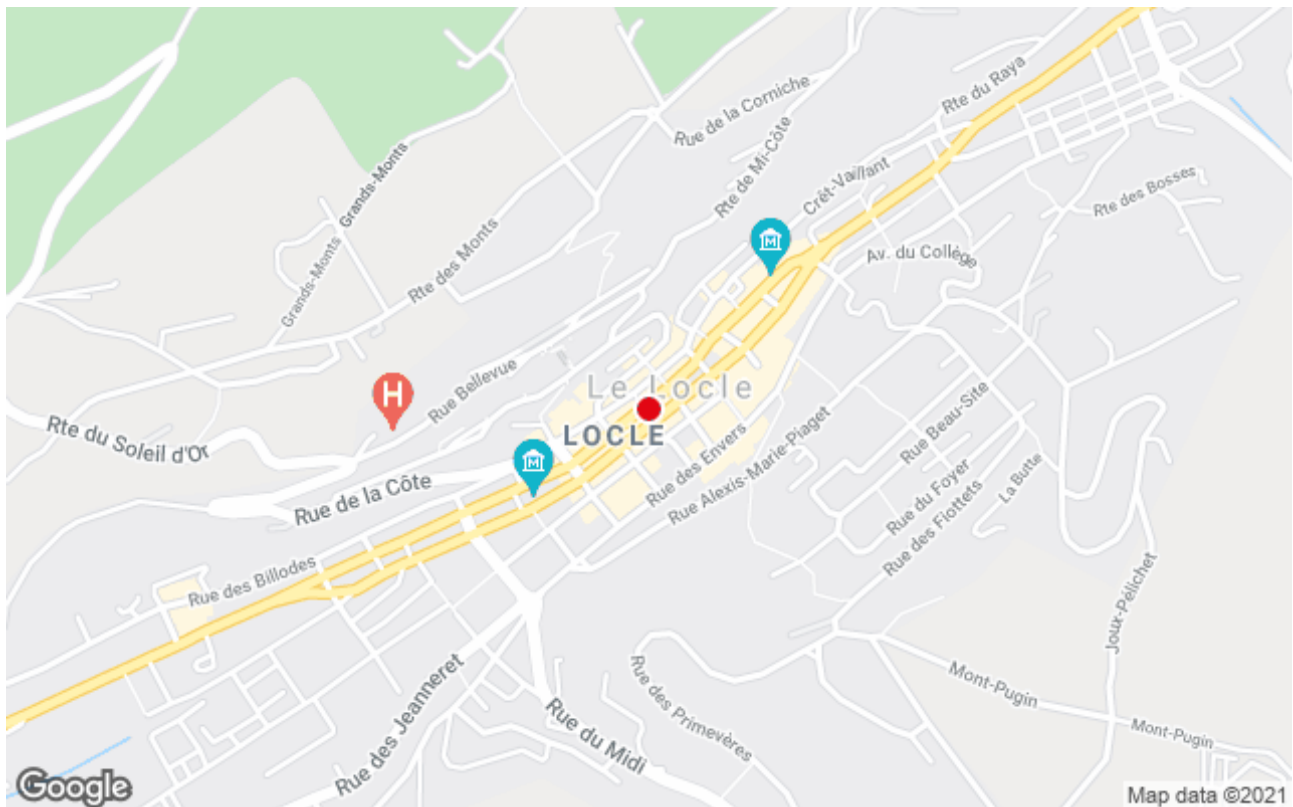 Rte du Raya
Rue de la Corniche
Rte de Mi-Côte
Grands-Monts
Crêt-Vaillant
Rte des Bosses
Grands-Monts
Rte des Monts
M
Av. du Collège
Rue Bellevue
Le Locle
H
LOCLE
Rte du Soleil d'Or
Rue Beau-Site
M
Rue des Envers
Rue Alexis-Marie-Piaget
Rue de la Côte
Rue du Foyer
La Butte
Rue des Fiottets
Rue des Billodes
Joux-Pélichet
Rue des Jeanneret
Rue des Primevères
Mont-Pugin
Rue du Midi
Mont-Pugin
Google
Map data ©2021